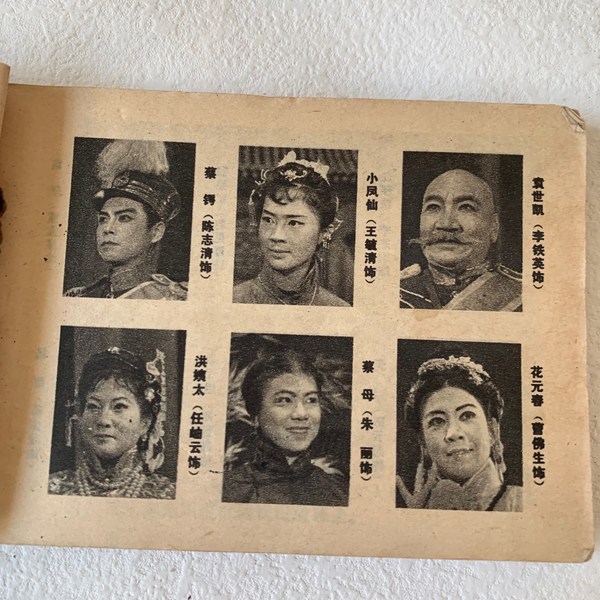 蔡锷（陈志清饰）
小凤仙（王毓清饰）
袁世凯（李铁英饰）
洪姨太（任岫云饰）
蔡母（朱丽饰）
花元春（曹佛生饰）